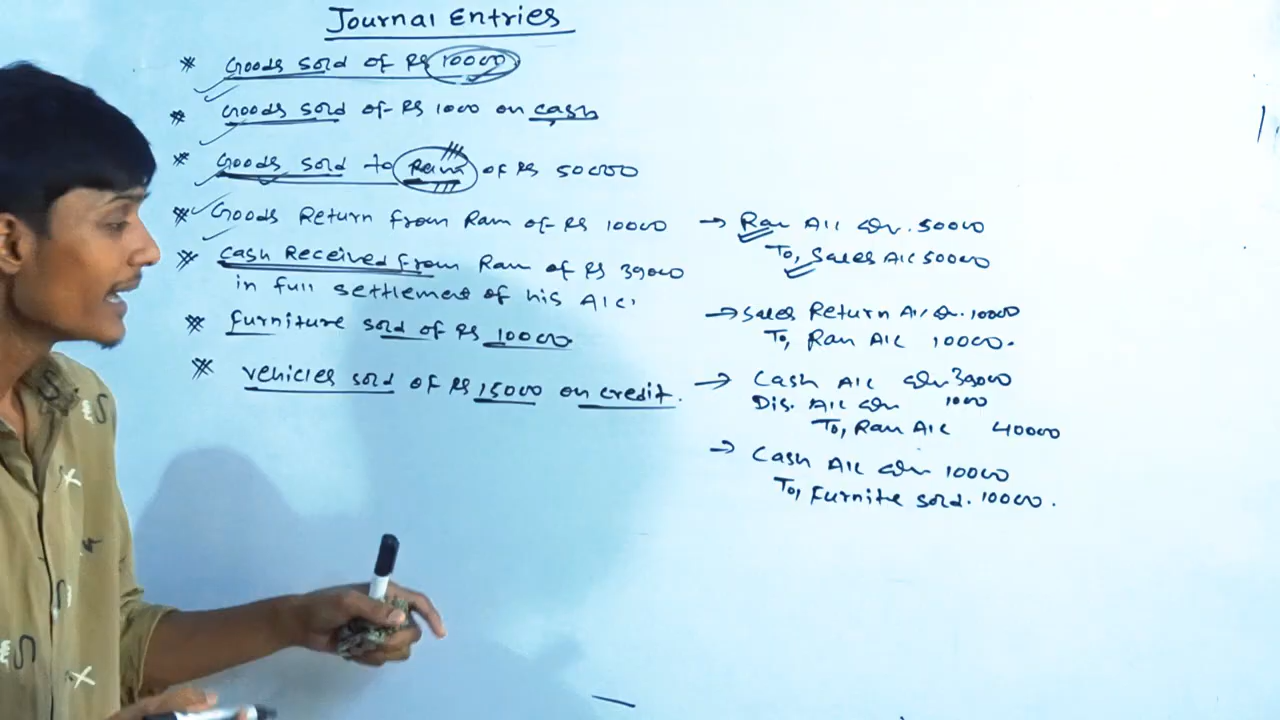 Journal Entries
* Goods sold of Rs 10000
* Goods sold of Rs 1000 on cash
* Goods sold to Ram of Rs 50000
* Goods Return from Ram of Rs 10000
* Cash Received from Ram of Rs 39000
in full settlement of his A/c.
* furniture sold of Rs 10000.
* vehicles sold of Rs 15000 on credit.
→ Ram A/c Dr. 50000
To, Sales A/c 50000
→ Sales Return A/c Dr. 10000
To, Ram A/c 10000.
→ Cash A/c Dr 39000
Dis. A/c Dr 1000
To, Ram A/c 40000
→ Cash A/c Dr 10000
To, Furnite sold. 10000.